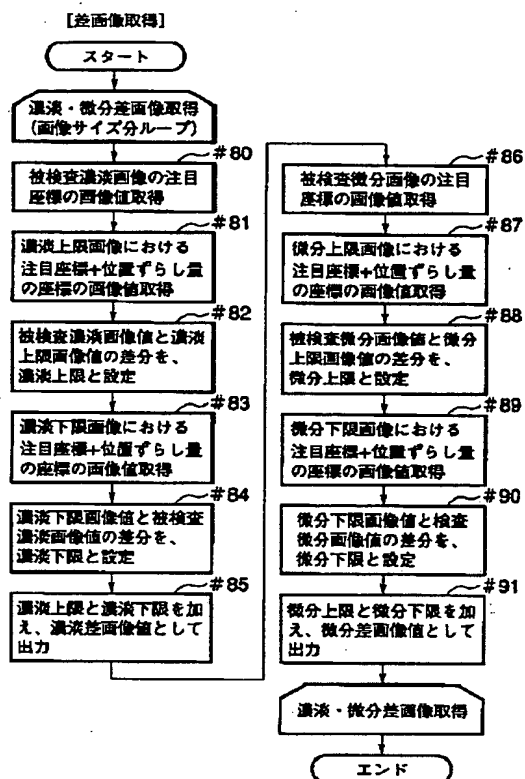 [差画像取得]
スタート
濃淡・微分差画像取得
(画像サイズ分ループ)
#80
被検査濃淡画像の注目
座標の画像値取得
#81
濃淡上限画像における
注目座標+位置ずらし量
の座標の画像値取得
#82
被検査濃淡画像値と濃淡
上限画像値の差分を、
濃淡上限と設定
#83
濃淡下限画像における
注目座標+位置ずらし量
の座標の画像値取得
#84
濃淡下限画像値と被検査
濃淡画像値の差分を、
濃淡下限と設定
#85
濃淡上限と濃淡下限を加
え、濃淡差画像値として
出力
#86
被検査微分画像の注目
座標の画像値取得
#87
微分上限画像における
注目座標+位置ずらし量
の座標の画像値取得
#88
被検査微分画像値と微分
上限画像値の差分を、
微分上限と設定
#89
微分下限画像における
注目座標+位置ずらし量
の座標の画像値取得
#90
微分下限画像値と検査
微分画像値の差分を、
微分下限と設定
#91
微分上限と微分下限を加
え、微分差画像値として
出力
濃淡・微分差画像取得
エンド